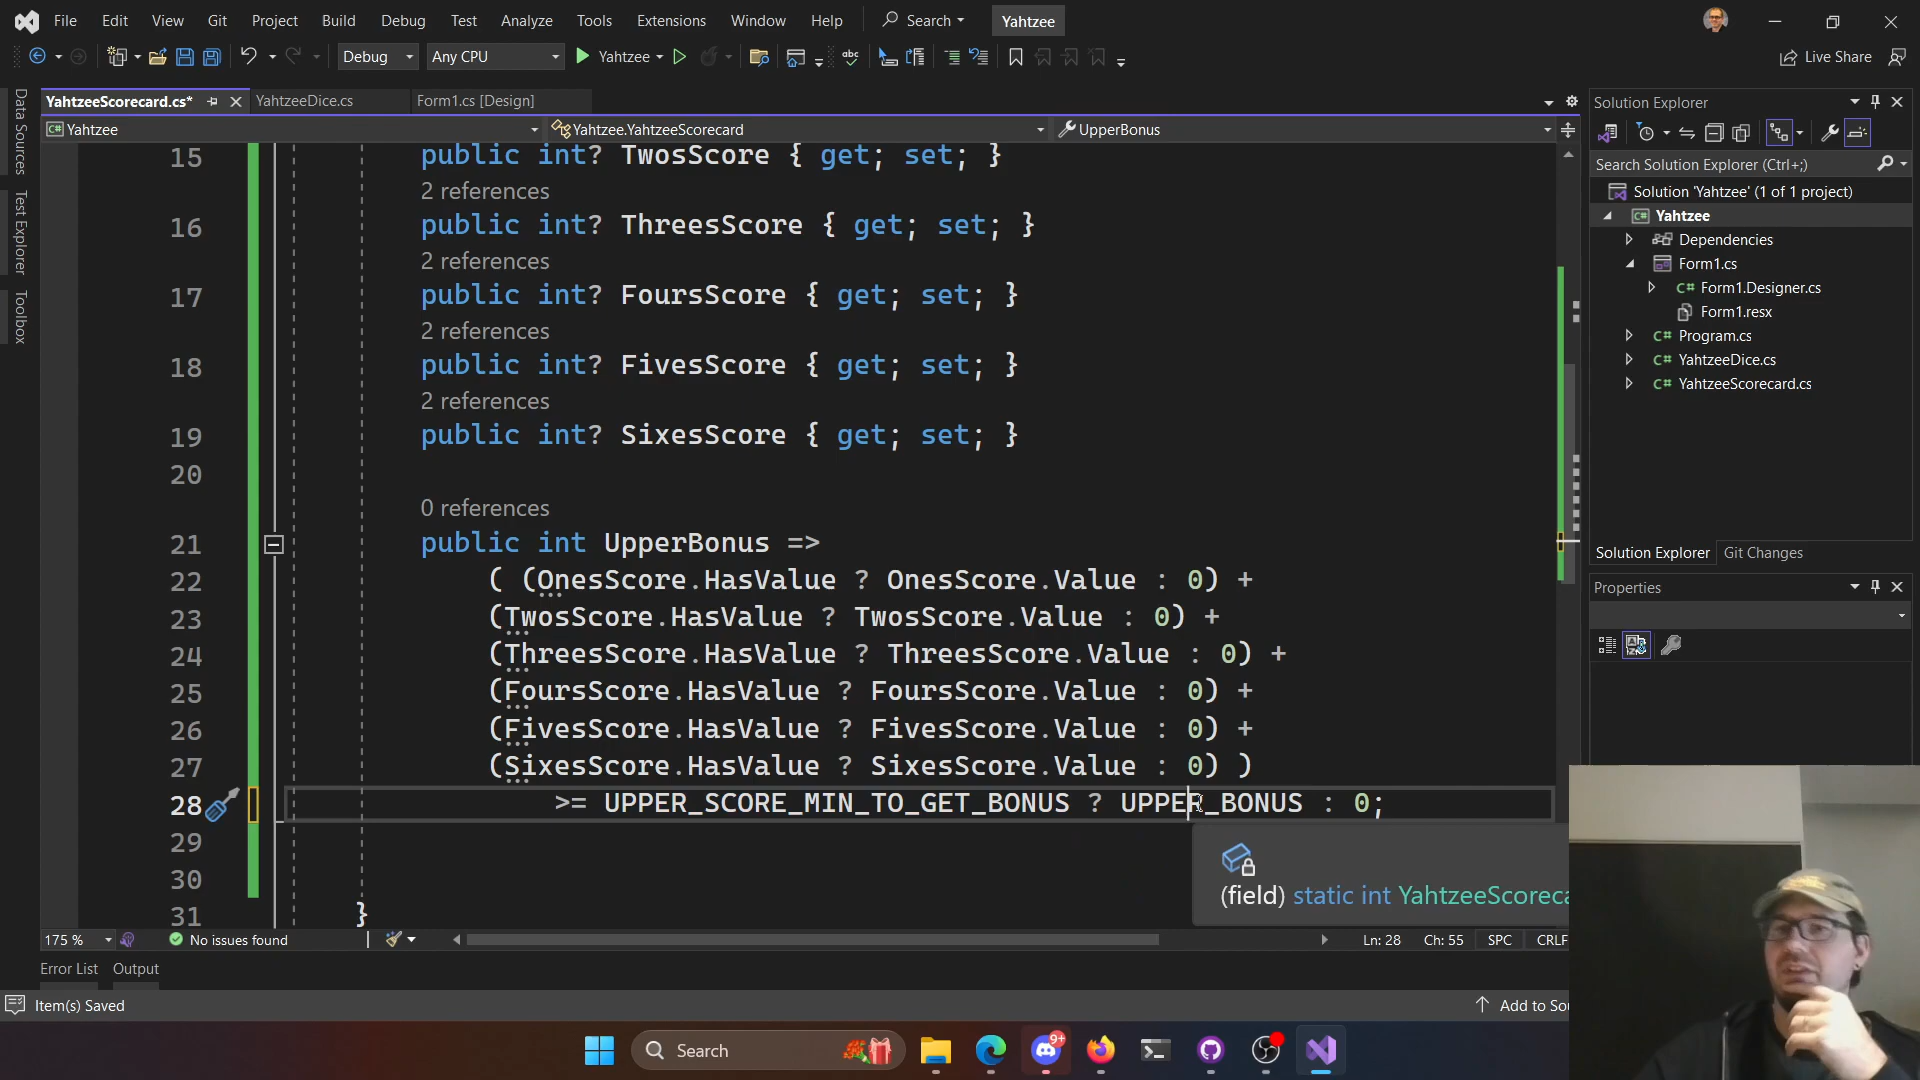 File Edit View Git Project Build Debug Test Analyze Tools Extensions Window Help Search Yahtzee
Debug Any CPU Yahtzee Live Share
YahtzeeScorecard.cs* YahtzeeDice.cs Form1.cs [Design]
Yahtzee Yahtzee.YahtzeeScorecard UpperBonus
Data Sources
Test Explorer
Toolbox
15 public int? TwosScore { get; set; }
2 references
16 public int? ThreesScore { get; set; }
2 references
17 public int? FoursScore { get; set; }
2 references
18 public int? FivesScore { get; set; }
2 references
19 public int? SixesScore { get; set; }
20
0 references
21 public int UpperBonus =>
22 ( (OnesScore.HasValue ? OnesScore.Value : 0) +
23 (TwosScore.HasValue ? TwosScore.Value : 0) +
24 (ThreesScore.HasValue ? ThreesScore.Value : 0) +
25 (FoursScore.HasValue ? FoursScore.Value : 0) +
26 (FivesScore.HasValue ? FivesScore.Value : 0) +
27 (SixesScore.HasValue ? SixesScore.Value : 0) )
28 >= UPPER_SCORE_MIN_TO_GET_BONUS ? UPPER_BONUS : 0;
29
30
31 }
(field) static int YahtzeeScoreca
175 % No issues found Ln: 28 Ch: 55 SPC CRLF
Error List Output
Item(s) Saved Add to Sou
Solution Explorer
Search Solution Explorer (Ctrl+;)
Solution 'Yahtzee' (1 of 1 project)
Yahtzee
Dependencies
Form1.cs
Form1.Designer.cs
Form1.resx
Program.cs
YahtzeeDice.cs
YahtzeeScorecard.cs
Solution Explorer Git Changes
Properties
Search
9+